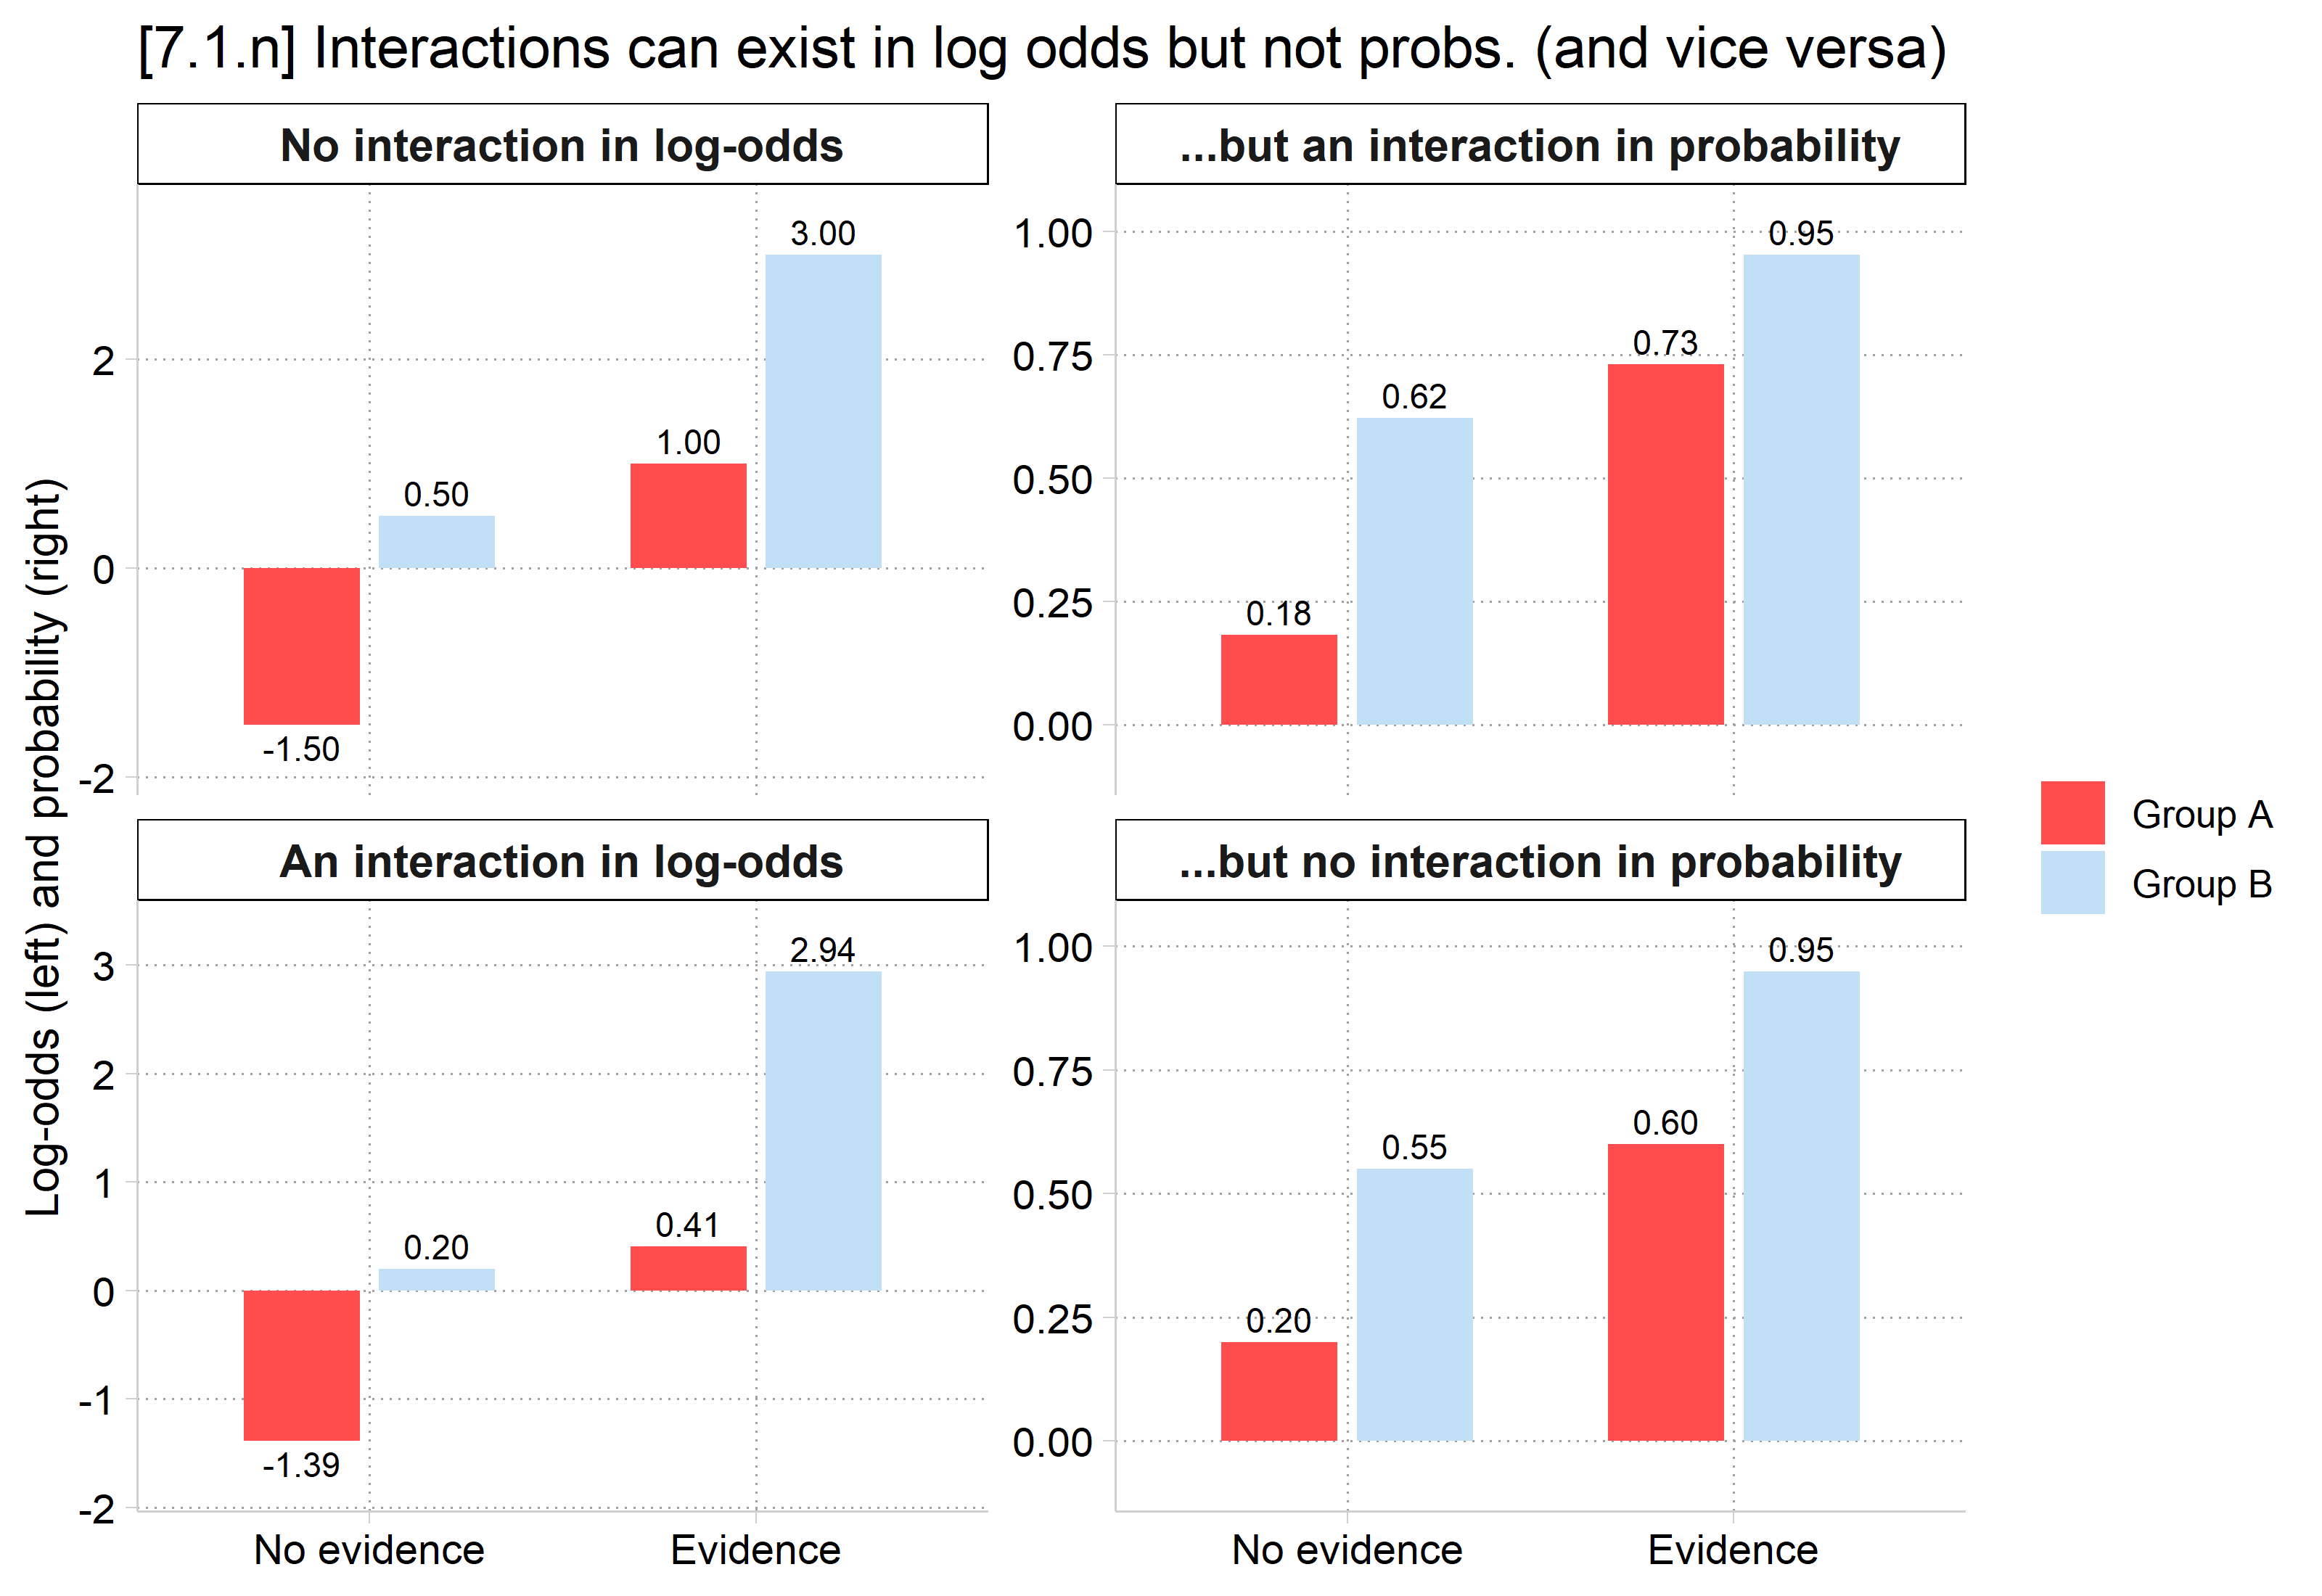 [7.1.n] Interactions can exist in log odds but not probs. (and vice versa)
Log-odds (left) and probability (right)
No interaction in log-odds
2
0
-2
-1.50
0.50
1.00
3.00
...but an interaction in probability
1.00
0.75
0.50
0.25
0.00
0.18
0.62
0.73
0.95
An interaction in log-odds
3
2
1
0
-1
-2
-1.39
0.20
0.41
2.94
No evidence
Evidence
...but no interaction in probability
1.00
0.75
0.50
0.25
0.00
0.20
0.55
0.60
0.95
No evidence
Evidence
Group A
Group B